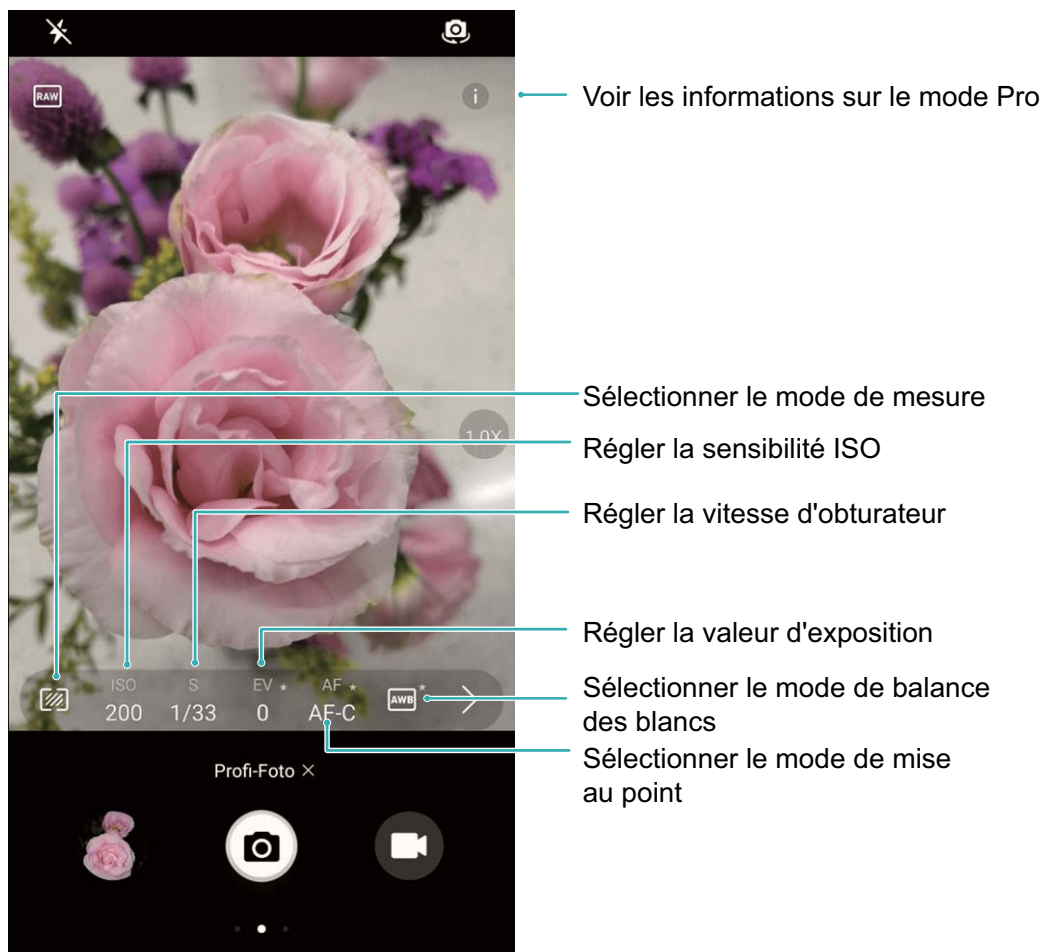 RAW
i
Voir les informations sur le mode Pro
Sélectionner le mode de mesure
1.0X
Régler la sensibilité ISO
Régler la vitesse d'obturateur
Régler la valeur d'exposition
ISO S EV AF
200 1/33 0 AF-C AWB
Sélectionner le mode de balance
des blancs
Sélectionner le mode de mise
au point
Profi-Foto ×